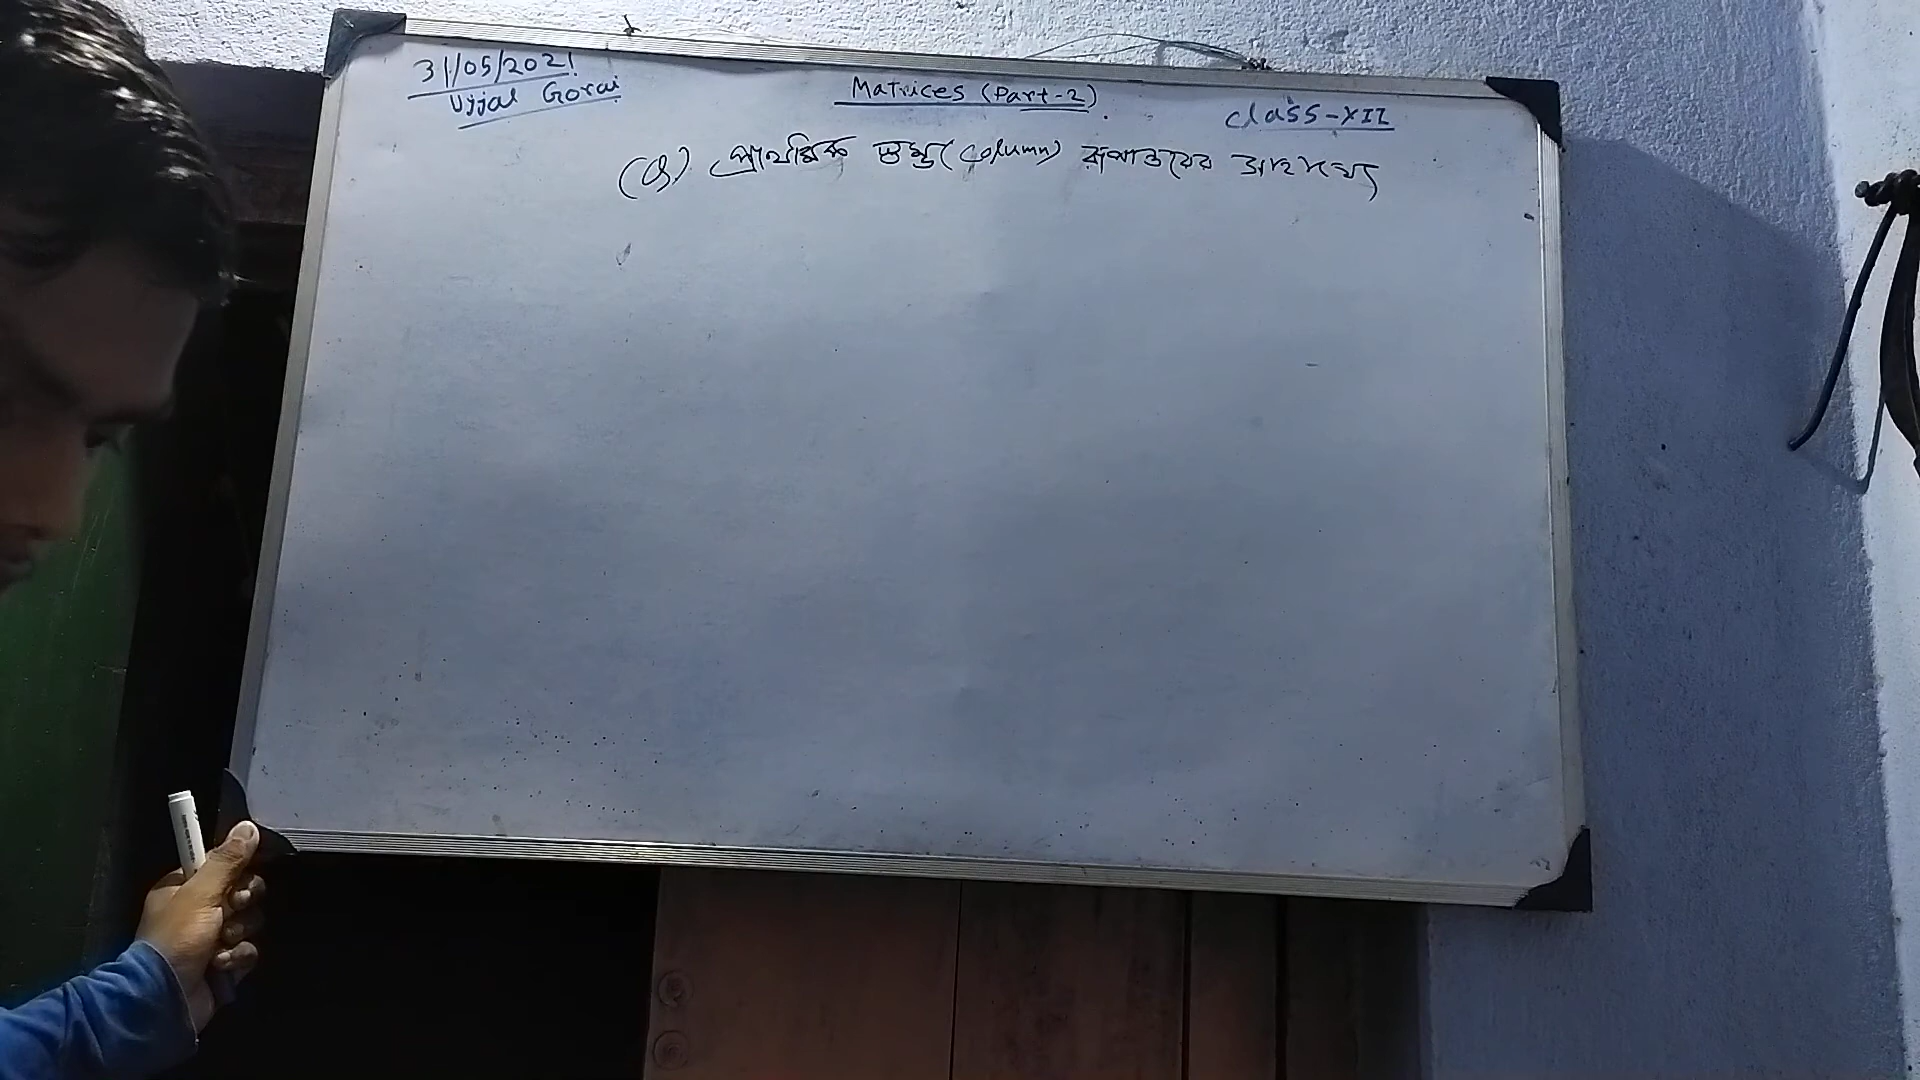 31/05/2021
Ujjal Gorai
Matrices (Part-2)
Class-XII
(Q) প্রাথমিক স্তম্ভ (column) রূপান্তরের সাহায্যে